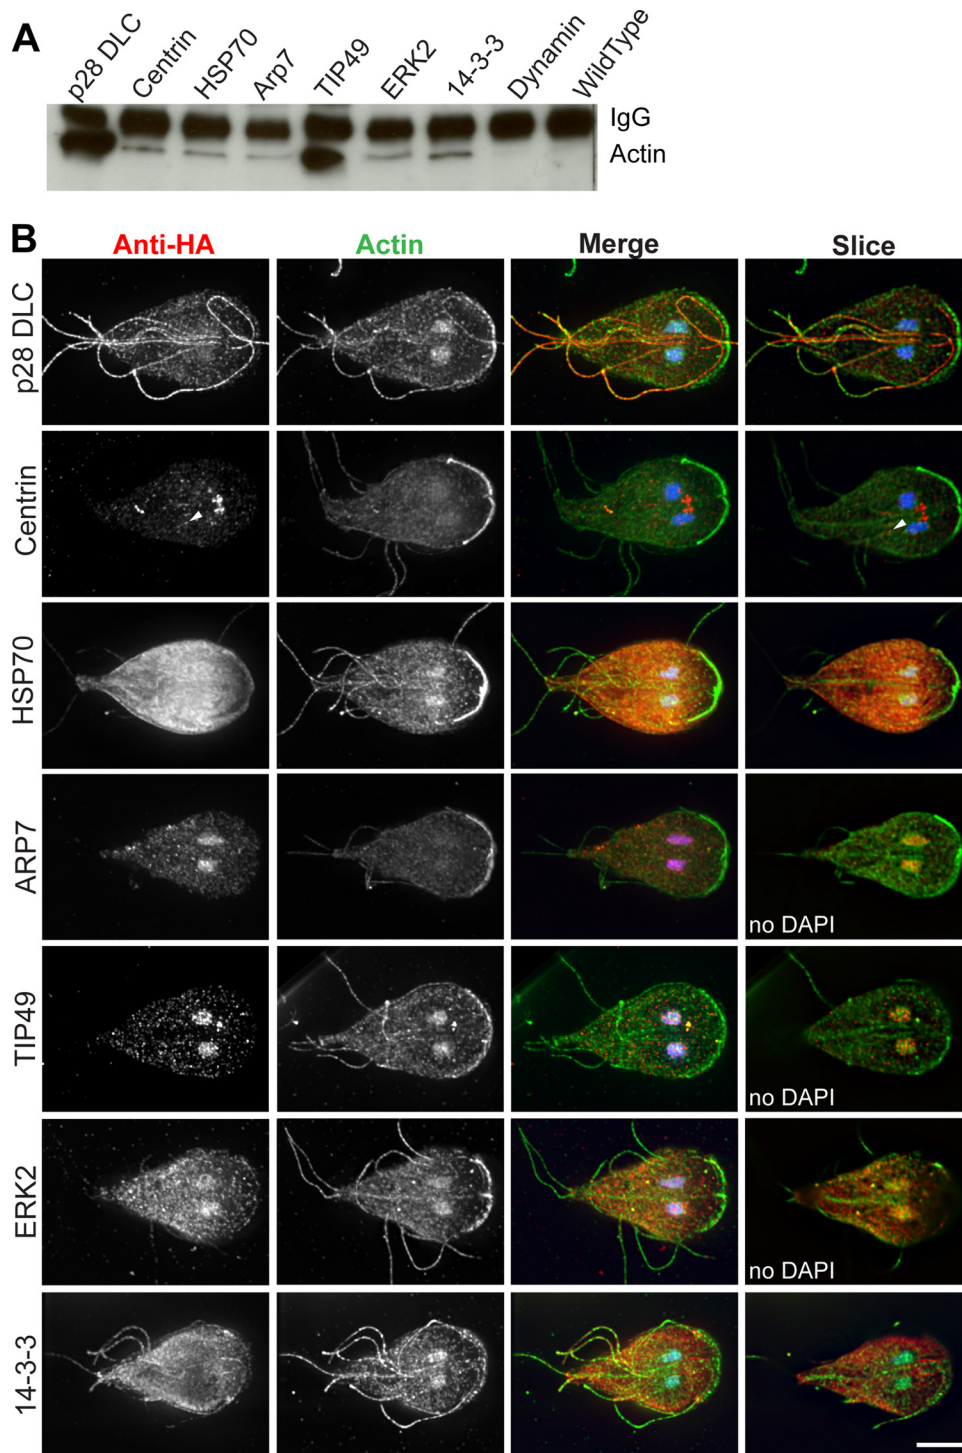 A
p28 DLC Centrin HSP70 Arp7 TIP49 ERK2 14-3-3 Dynamin WildType
IgG
Actin
B
Anti-HA Actin Merge Slice
p28 DLC
Centrin
HSP70
ARP7
no DAPI
TIP49
no DAPI
ERK2
no DAPI
14-3-3